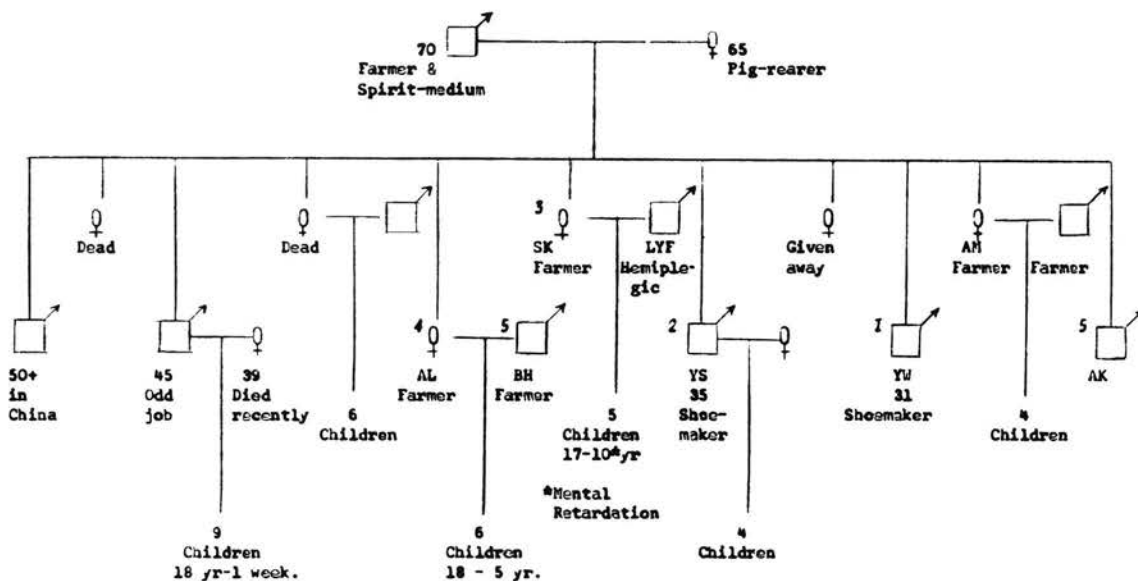 70
Farmer &
Spirit-medium
65
Pig-rearer
Dead
Dead
3
SK
Farmer
LYF
Hemiple-
gic
Given
away
AM
Farmer
Farmer
50+
in
China
45
Odd
job
39
Died
recently
6
Children
4
AL
Farmer
5
BH
Farmer
5
Children
17-10*yr
*Mental
Retardation
2
YS
35
Shoe-
maker
1
YW
31
Shoemaker
4
Children
5
AK
9
Children
18 yr-1 week.
6
Children
18 - 5 yr.
4
Children